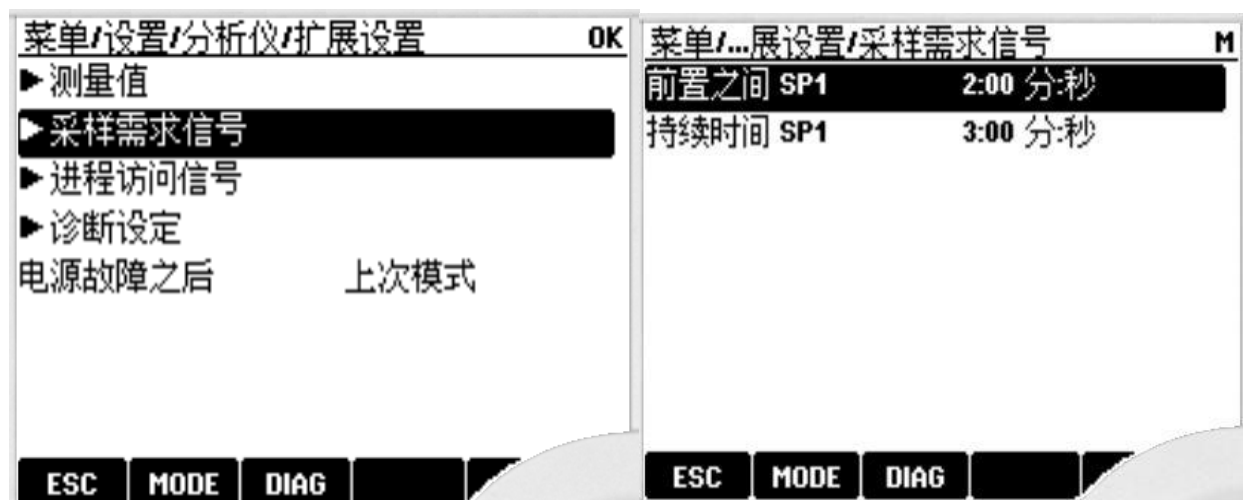 菜单/设置/分析仪/扩展设置 OK
▶测量值
▶采样需求信号
▶进程访问信号
▶诊断设定
电源故障之后 上次模式
ESC MODE DIAG
菜单/...展设置/采样需求信号 M
前置之间 SP1 2:00 分:秒
持续时间 SP1 3:00 分:秒
ESC MODE DIAG